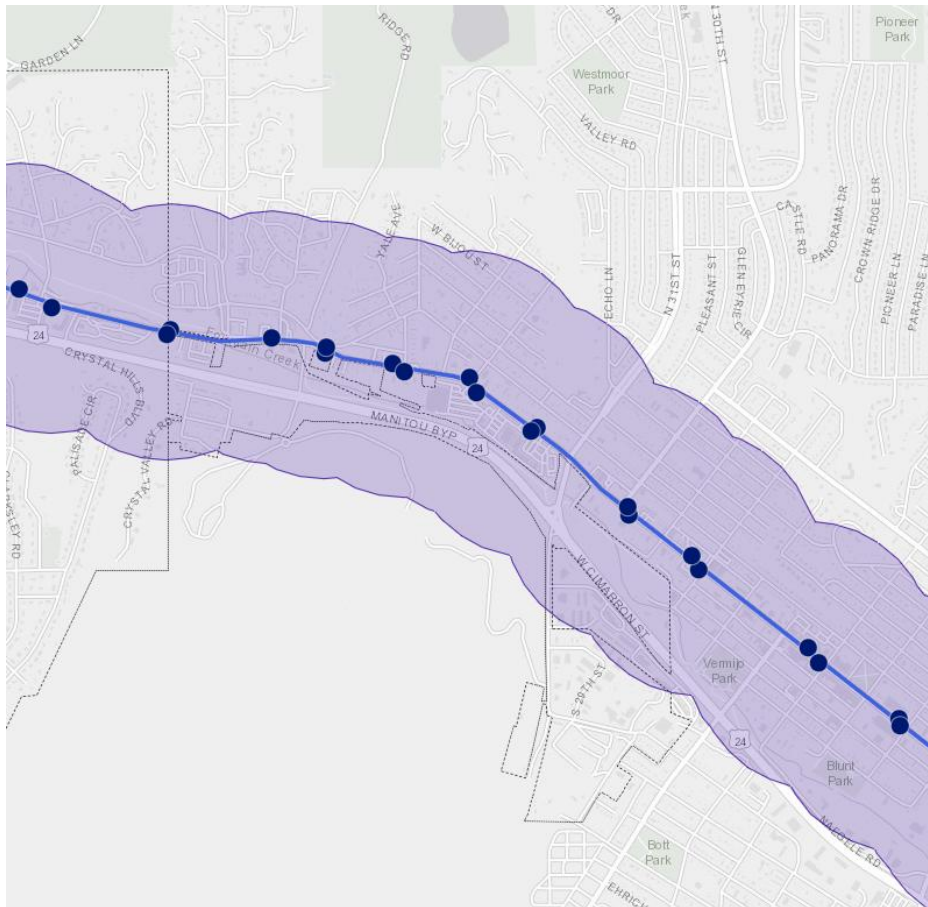 GARDEN LN
RIDGE RD
N 30TH ST
Pioneer
Park
Westmoor
Park
VALLEY RD
CASTLE RD
PANORAMA DR
CROWN RIDGE DR
PIONEER LN
PARADISE LN
YALE AVE
W BIJOU ST
ECHO LN
N 31ST ST
PLEASANT ST
GLEN EYRIE CIR
24
Fountain Creek
CRYSTAL HILLS BLVD
PALISADE CIR
CRYSTAL VALLEY RD
MANITOU BYP
24
W CIMARRON ST
S 29TH ST
Vermijo
Park
24
Blunt
Park
NAEGELE RD
Bott
Park